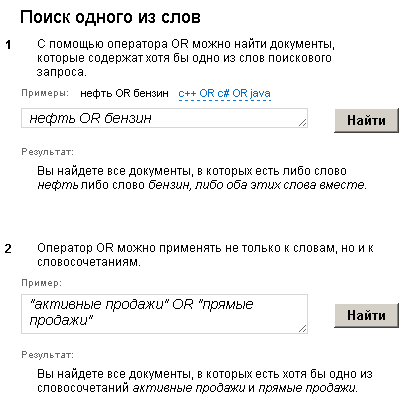 Поиск одного из слов
1 С помощью оператора OR можно найти документы,
которые содержат хотя бы одно из слов поискового
запроса.
Примеры: нефть OR бензин с++ OR c# OR java
нефть OR бензин
Найти
Результат:
Вы найдете все документы, в которых есть либо слово
нефть либо слово бензин, либо оба этих слова вместе.
2 Оператор OR можно применять не только к словам, но и к
словосочетаниям.
Пример:
"активные продажи" OR "прямые
продажи"
Найти
Результат:
Вы найдете все документы, в которых есть хотя бы одно из
словосочетаний активные продажи и прямые продажи.